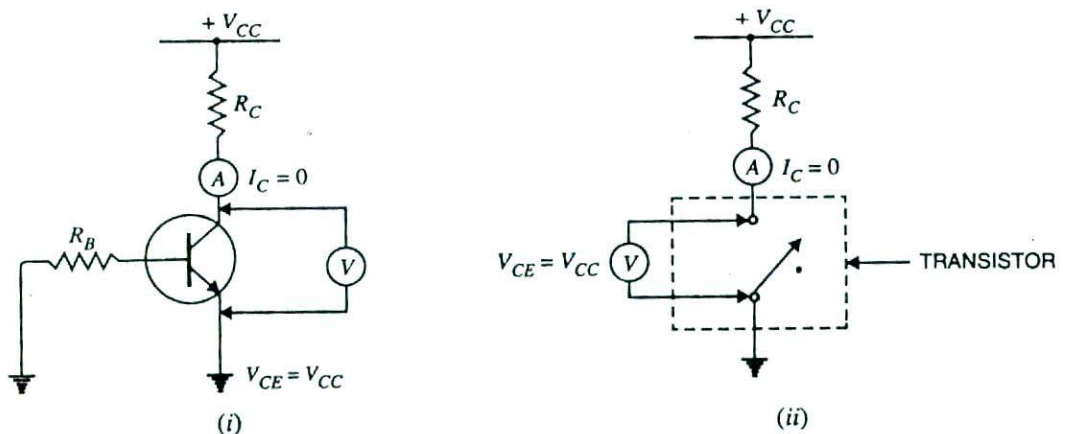 + V_CC
R_C
A I_C = 0
R_B
V
V_CE = V_CC
(i)
+ V_CC
R_C
A I_C = 0
V_CE = V_CC V
TRANSISTOR
(ii)